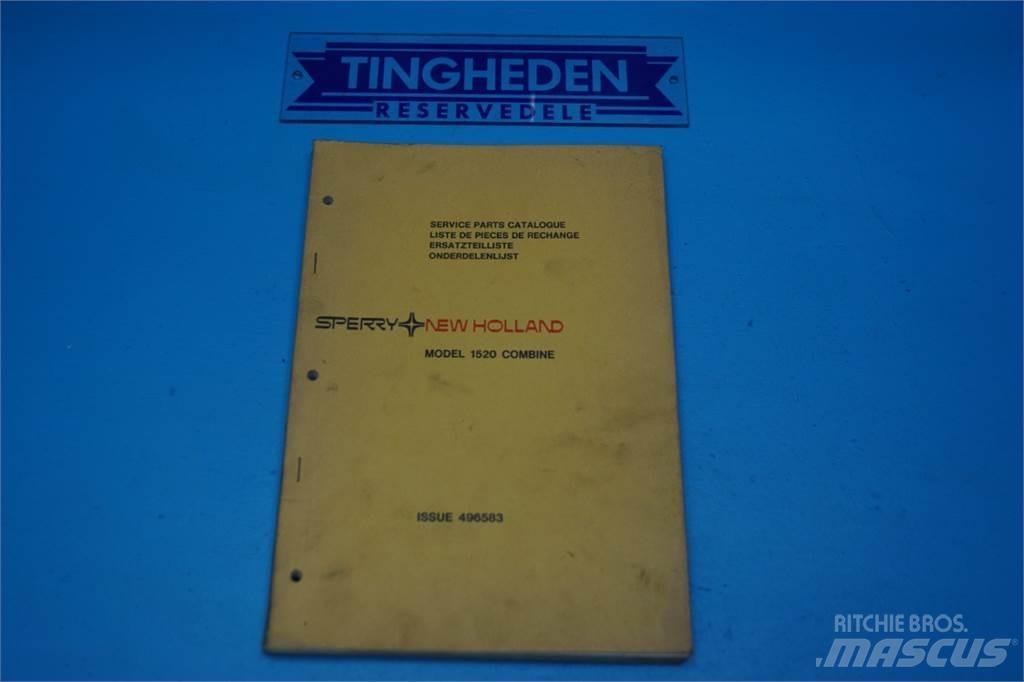 TINGHEDEN
RESERVEDELE
SERVICE PARTS CATALOGUE
LISTE DE PIECES DE RECHANGE
ERSATZTEILLISTE
ONDERDELENLIJST
SPERRY NEW HOLLAND
MODEL 1520 COMBINE
ISSUE 496583
RITCHIE BROS.
MASCUS